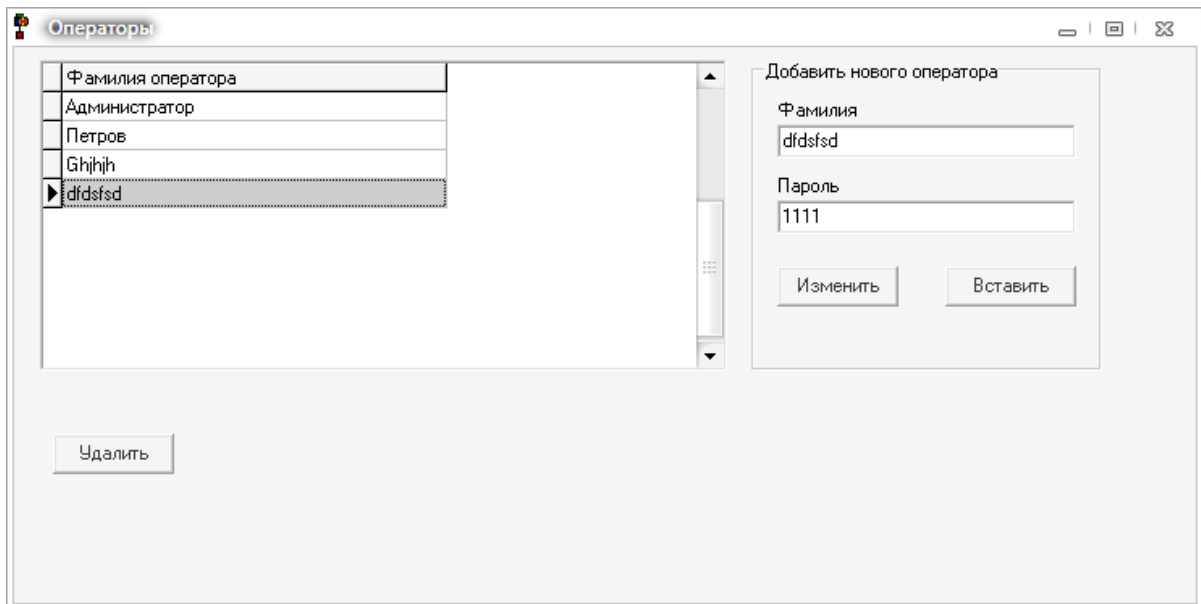 Операторы
Фамилия оператора
Администратор
Петров
Ghjhjh
dfdsfsd
Добавить нового оператора
Фамилия
dfdsfsd
Пароль
1111
Изменить
Вставить
Удалить